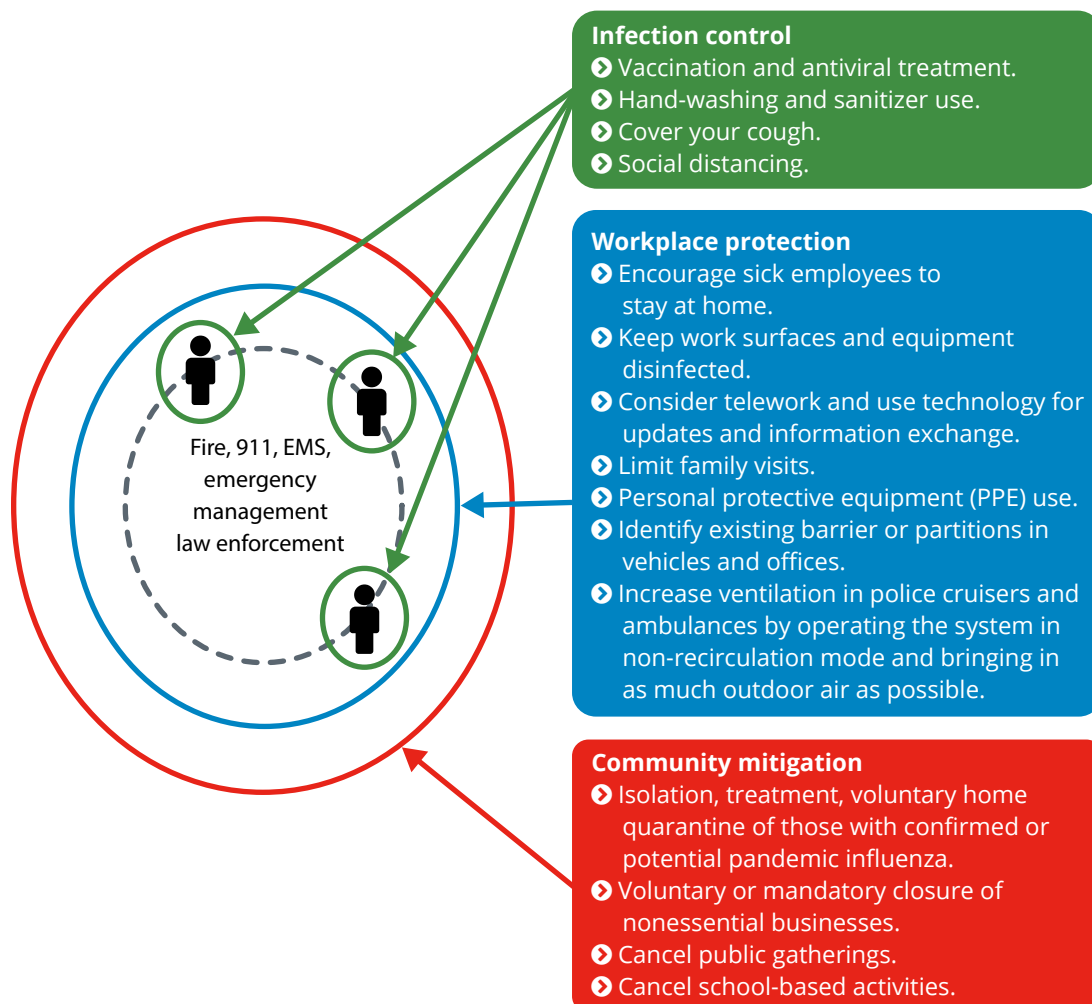 Infection control
Vaccination and antiviral treatment.
Hand-washing and sanitizer use.
Cover your cough.
Social distancing.
Workplace protection
Encourage sick employees to
stay at home.
Keep work surfaces and equipment
disinfected.
Consider telework and use technology for
updates and information exchange.
Limit family visits.
Personal protective equipment (PPE) use.
Identify existing barrier or partitions in
vehicles and offices.
Increase ventilation in police cruisers and
ambulances by operating the system in
non-recirculation mode and bringing in
as much outdoor air as possible.
Fire, 911, EMS,
emergency
management
law enforcement
Community mitigation
Isolation, treatment, voluntary home
quarantine of those with confirmed or
potential pandemic influenza.
Voluntary or mandatory closure of
nonessential businesses.
Cancel public gatherings.
Cancel school-based activities.